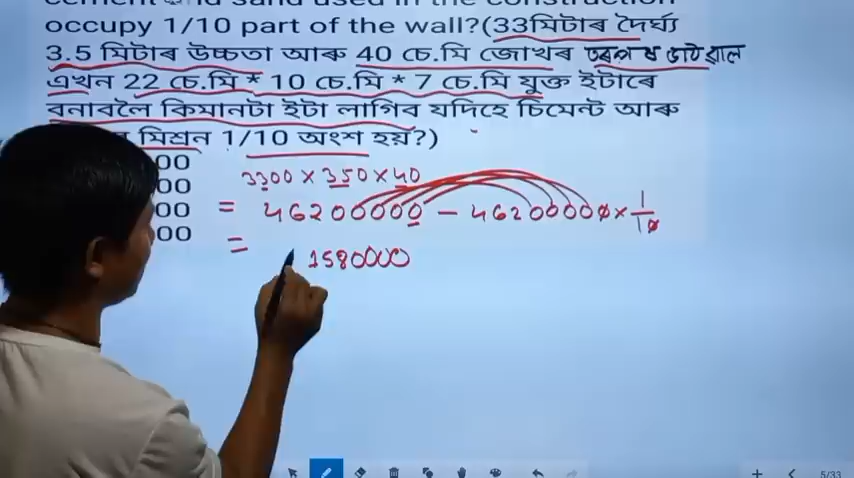 occupy 1/10 part of the wall?(33মিটাৰ দৈৰ্ঘ্য
3.5 মিটাৰ উচ্চতা আৰু 40 চে.মি জোখৰ
এখন 22 চে.মি * 10 চে.মি * 7 চে.মি যুক্ত ইটাৰে
বনাবলৈ কিমানটা ইটা লাগিব যদিহে চিমেন্ট আৰু
মিশ্ৰন 1/10 অংশ হয়?)
00
3300 × 350 × 40
00
00 = 46200000 - 46200000 × 1/10
00 =
1580000
5/33